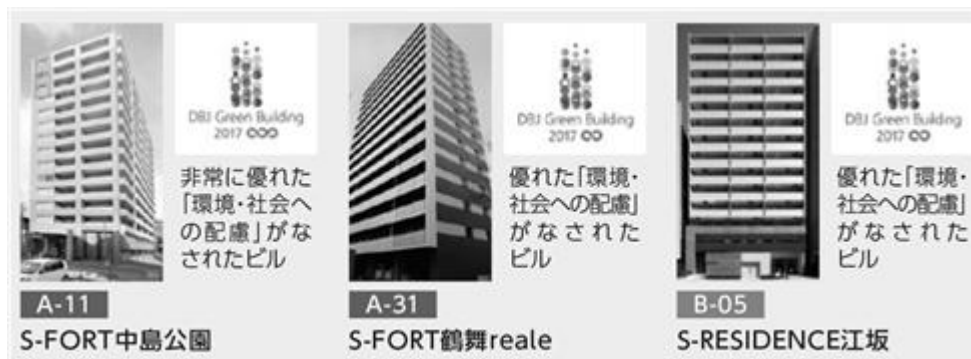 DBJ Green Building
2017
非常に優れた
「環境・社会へ
の配慮」がな
されたビル
A-11
S-FORT中島公園
DBJ Green Building
2017
優れた「環境・
社会への配慮」
がなされた
ビル
A-31
S-FORT鶴舞reale
DBJ Green Building
2017
優れた「環境・
社会への配慮」
がなされた
ビル
B-05
S-RESIDENCE江坂